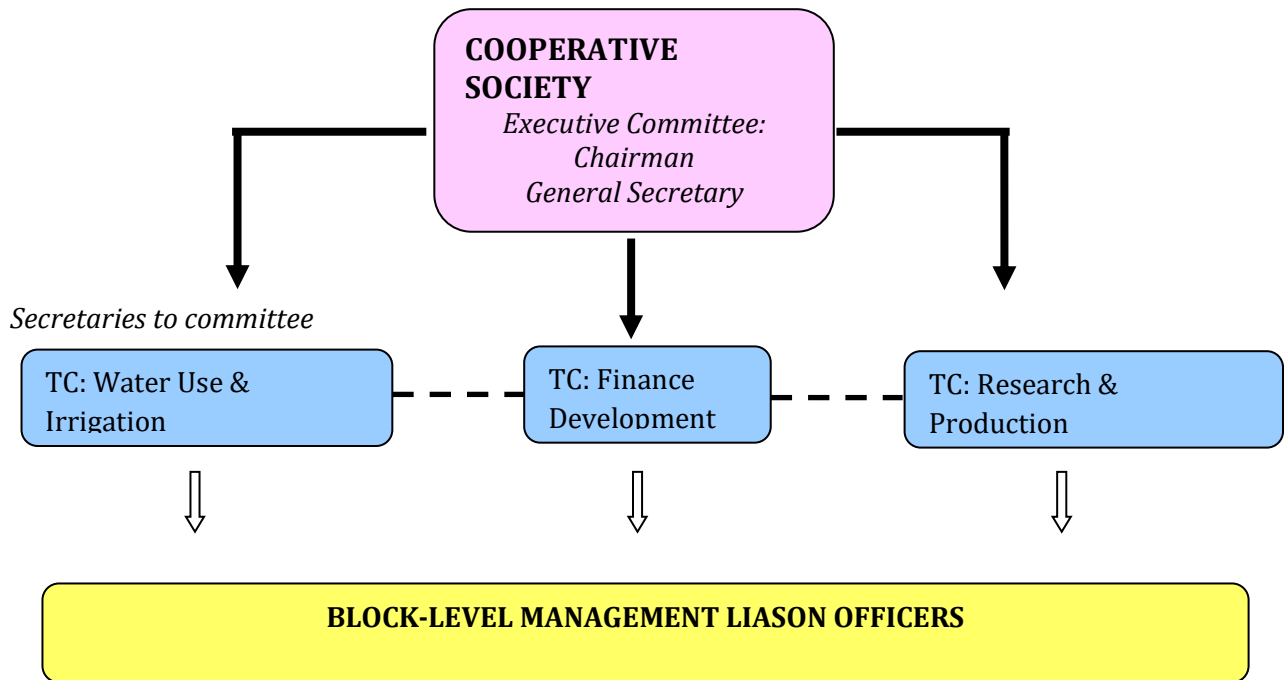 COOPERATIVE
SOCIETY
Executive Committee:
Chairman
General Secretary
Secretaries to committee
TC: Water Use &
Irrigation
TC: Finance
Development
TC: Research &
Production
BLOCK-LEVEL MANAGEMENT LIASON OFFICERS